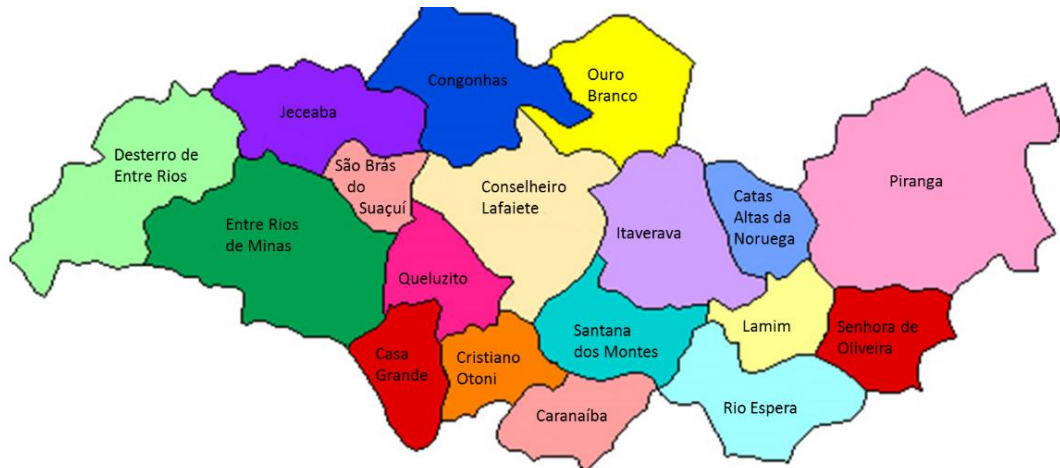 Congonhas
Ouro
Branco
Jeceaba
Desterro de
Entre Rios
São Brás
do
Suaçuí
Conselheiro
Lafaiete
Catas
Altas da
Noruega
Piranga
Entre Rios
de Minas
Itaverava
Queluzito
Lamim
Santana
dos Montes
Senhora de
Oliveira
Casa
Grande
Cristiano
Otoni
Caranaíba
Rio Espera